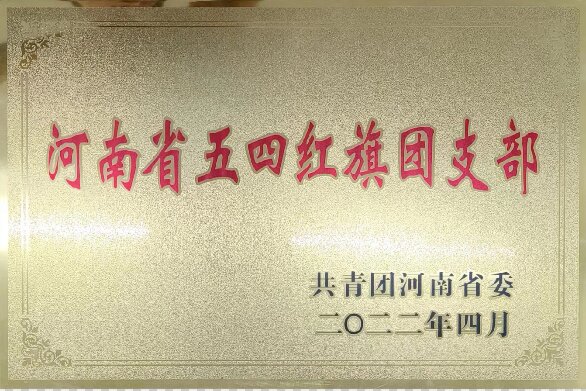 河南省五四红旗团支部
共青团河南省委
二〇二二年四月